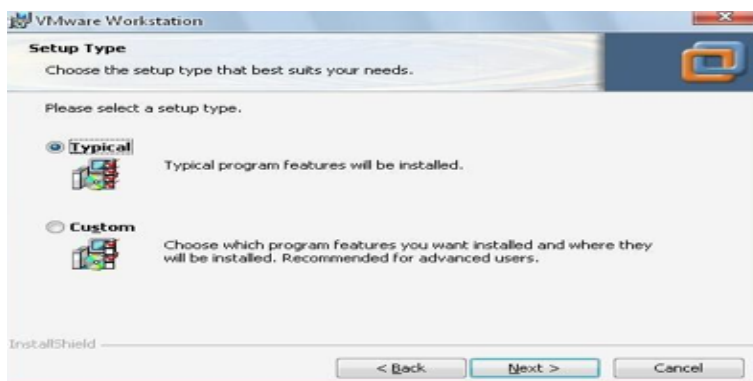 VMware Workstation
Setup Type
Choose the setup type that best suits your needs.
Please select a setup type.
Typical
Typical program features will be installed.
Custom
Choose which program features you want installed and where they
will be installed. Recommended for advanced users.
InstallShield
< Back
Next >
Cancel